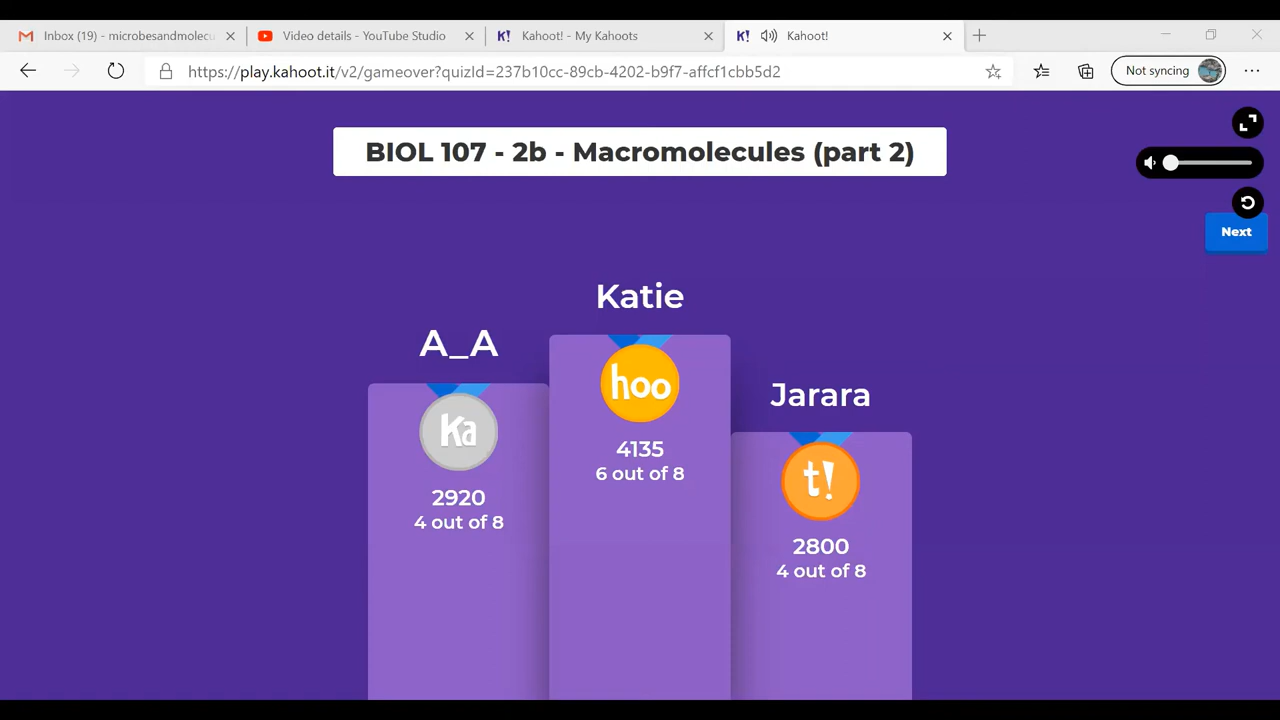 Inbox (19) - microbesandmolecu
Video details - YouTube Studio
K! Kahoot! - My Kahoots
K! Kahoot!
https://play.kahoot.it/v2/gameover?quizId=237b10cc-89cb-4202-b9f7-affcf1cbb5d2
Not syncing
BIOL 107 - 2b - Macromolecules (part 2)
Next
Katie
A_A
Jarara
hoo
4135
6 out of 8
Ka
2920
4 out of 8
t!
2800
4 out of 8